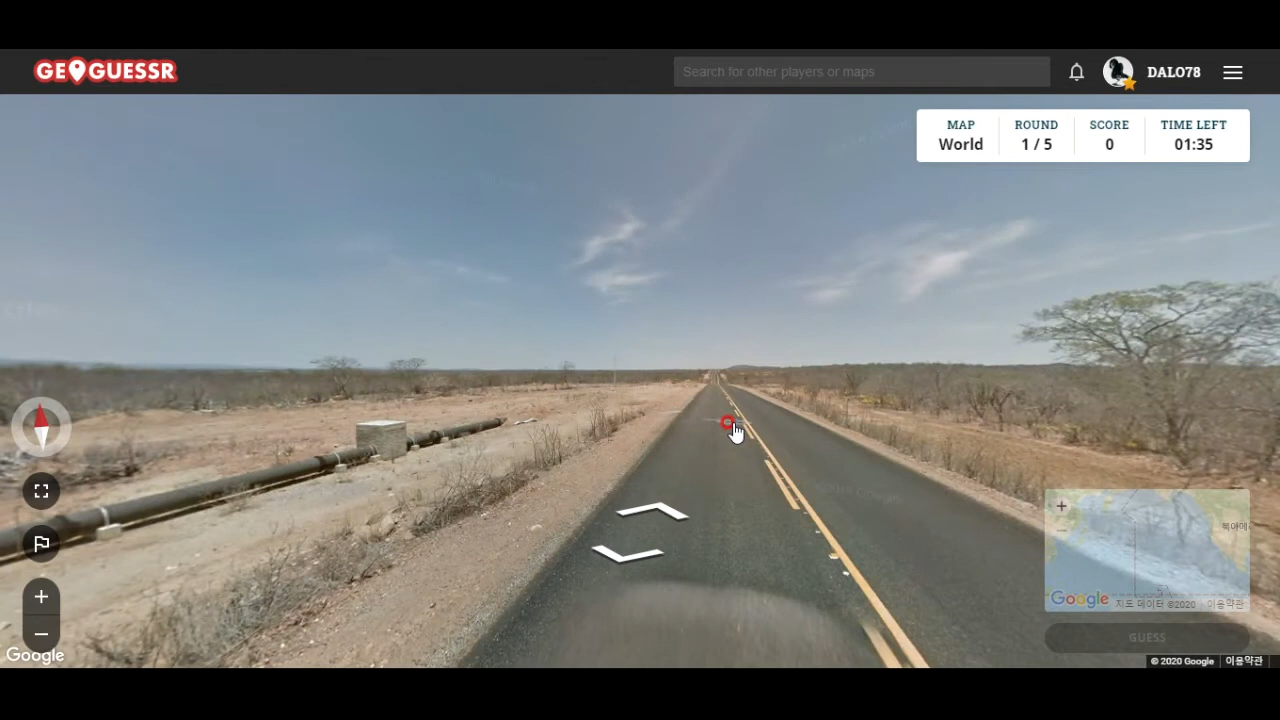 GEOGUESSR
Search for other players or maps
DALO78
MAP
World
ROUND
1 / 5
SCORE
0
TIME LEFT
01:35
Google
지도 데이터 ©2020
이용약관
GUESS
Google
© 2020 Google
이용약관